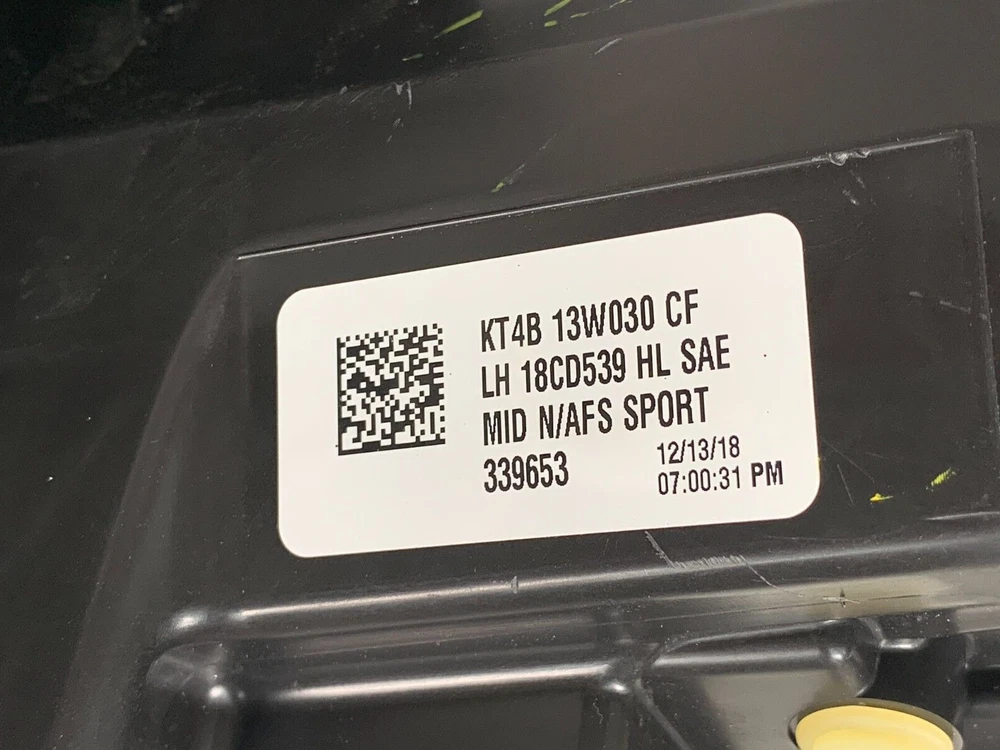 KT4B 13W030 CF
LH 18CD539 HL SAE
MID N/AFS SPORT
339653
12/13/18
07:00:31 PM